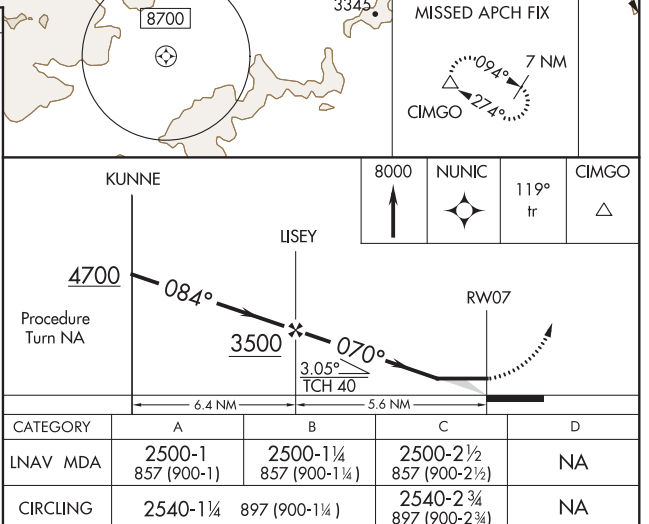 8700
3345
MISSED APCH FIX
7 NM
094°
274°
CIMGO
KUNNE
8000
NUNIC
119°
tr
CIMGO
LISEY
4700
084°
RW07
Procedure
Turn NA
3500
070°
3.05°
TCH 40
6.4 NM
5.6 NM
CATEGORY A B C D
LNAV MDA 2500-1 2500-1¼ 2500-2½ NA
857 (900-1) 857 (900-1¼) 857 (900-2½)
CIRCLING 2540-1¼ 897 (900-1¼) 2540-2¾ NA
897 (900-2¾)